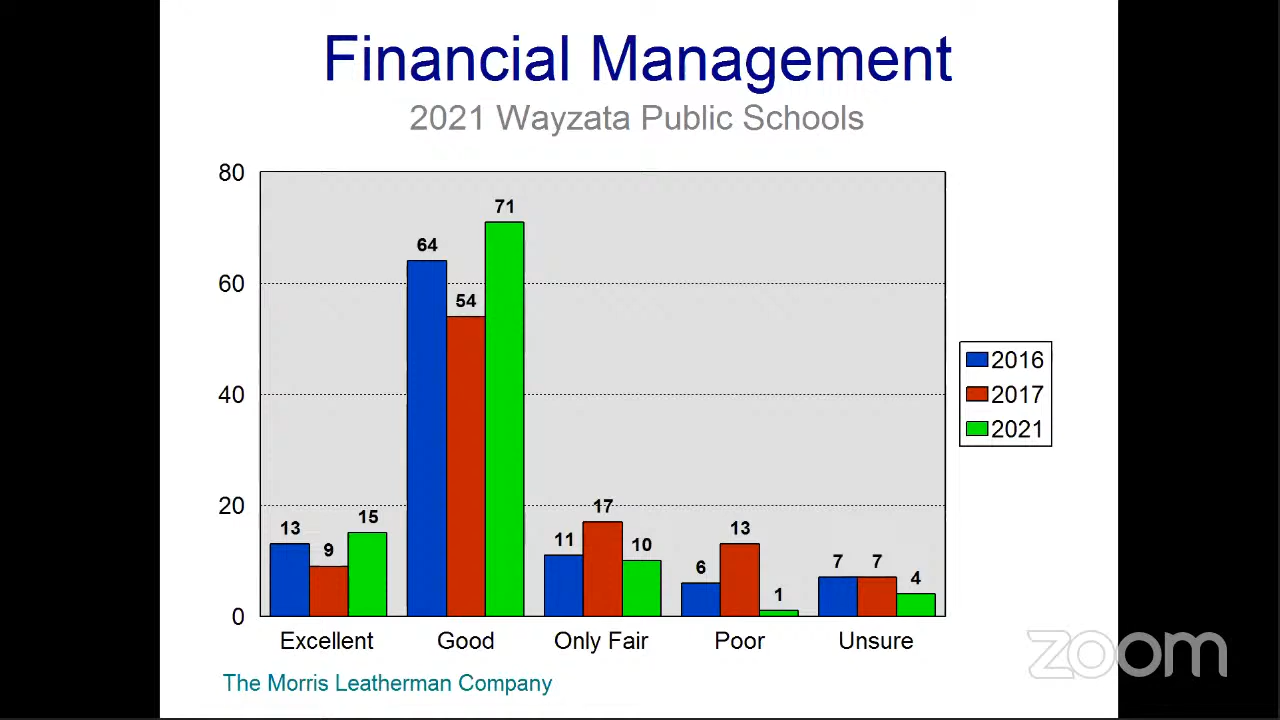 Financial Management
2021 Wayzata Public Schools
80
60
40
20
0
13
9
15
64
54
71
11
17
10
6
13
1
7
7
4
Excellent
Good
Only Fair
Poor
Unsure
2016
2017
2021
The Morris Leatherman Company
zoom